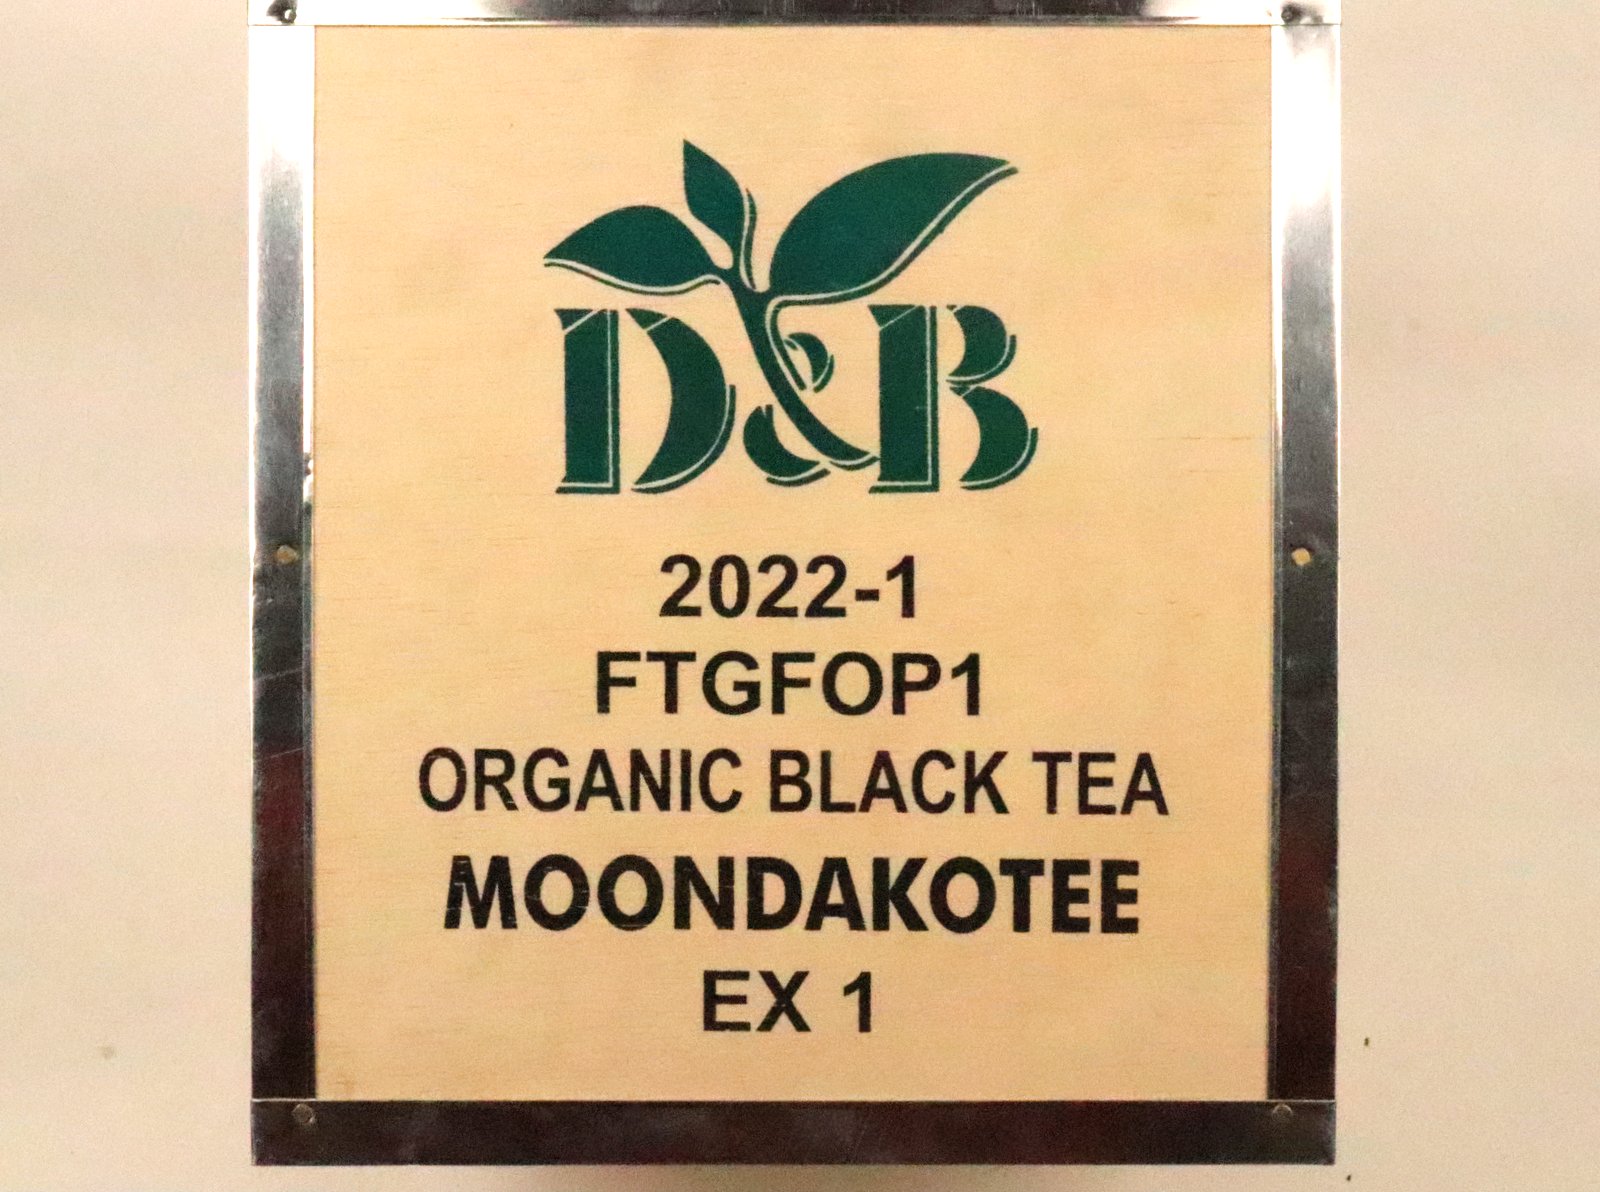 D&B
2022-1
FTGFOP1
ORGANIC BLACK TEA
MOONDAKOTEE
EX 1